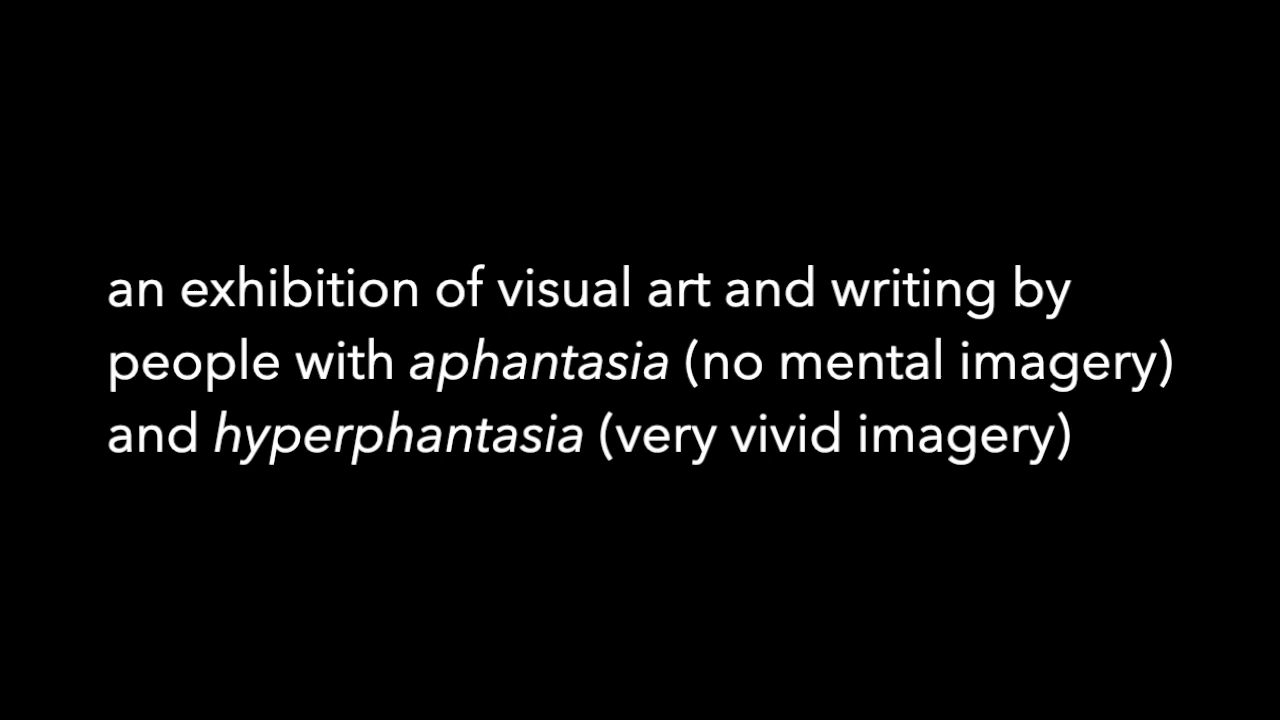 an exhibition of visual art and writing by
people with aphantasia (no mental imagery)
and hyperphantasia (very vivid imagery)